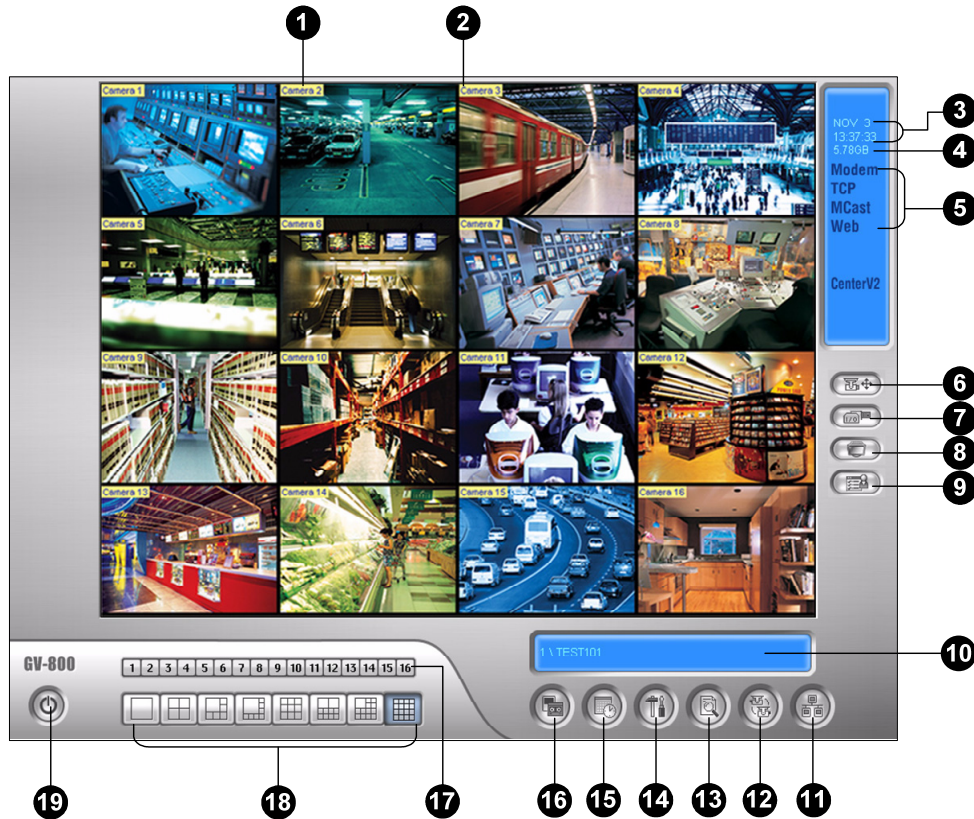 1
2
Camera 1
Camera 2
Camera 3
Camera 4
NOV 3
13:37:33
5.78GB
Modem
TCP
MCast
Web
CenterV2
3
4
5
Camera 5
Camera 6
Camera 7
Camera 8
Camera 9
Camera 10
Camera 11
Camera 12
I/O
6
7
8
9
Camera 13
Camera 14
Camera 15
Camera 16
GV-800
1 2 3 4 5 6 7 8 9 10 11 12 13 14 15 16
1 \ TEST101
10
19
18
17
16
15
14
13
12
11